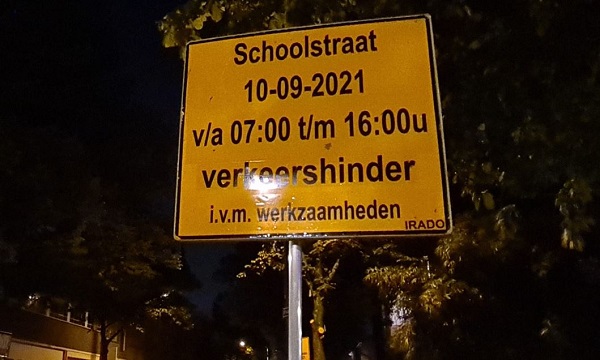 Schoolstraat
10-09-2021
v/a 07:00 t/m 16:00u
verkeershinder
i.v.m. werkzaamheden
IRADO